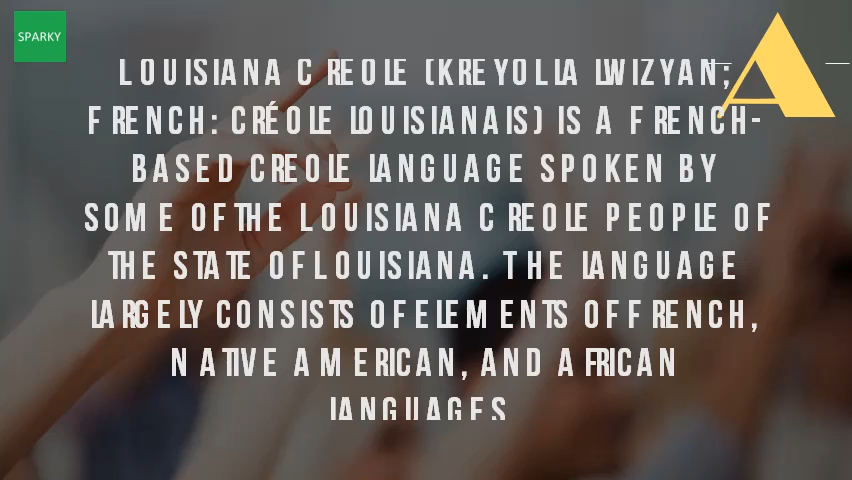 SPARKY
A
LOUISIANA CREOLE (KREYOL LA LWIZYAN;
FRENCH: CRÉOLE LOUISIANAIS) IS A FRENCH-
BASED CREOLE LANGUAGE SPOKEN BY
SOME OF THE LOUISIANA CREOLE PEOPLE OF
THE STATE OF LOUISIANA. THE LANGUAGE
LARGELY CONSISTS OF ELEMENTS OF FRENCH,
NATIVE AMERICAN, AND AFRICAN
LANGUAGES